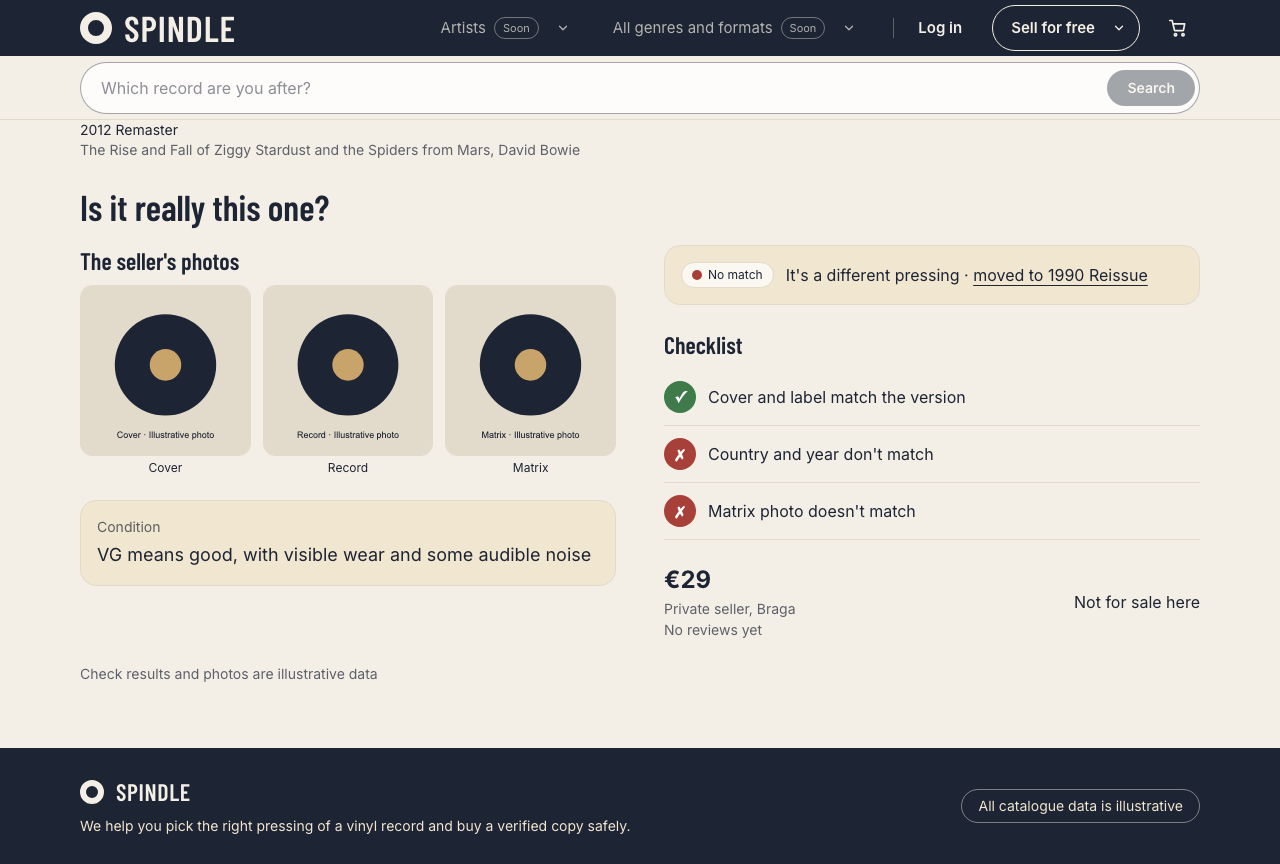 SPINDLE
Artists Soon
All genres and formats Soon
Log in
Sell for free
Which record are you after?
Search
2012 Remaster
The Rise and Fall of Ziggy Stardust and the Spiders from Mars, David Bowie
Is it really this one?
The seller's photos
Cover · Illustrative photo
Record · Illustrative photo
Matrix · Illustrative photo
Cover
Record
Matrix
Condition
VG means good, with visible wear and some audible noise
No match
It's a different pressing · moved to 1990 Reissue
Checklist
Cover and label match the version
Country and year don't match
Matrix photo doesn't match
€29
Private seller, Braga
No reviews yet
Not for sale here
Check results and photos are illustrative data
SPINDLE
We help you pick the right pressing of a vinyl record and buy a verified copy safely.
All catalogue data is illustrative